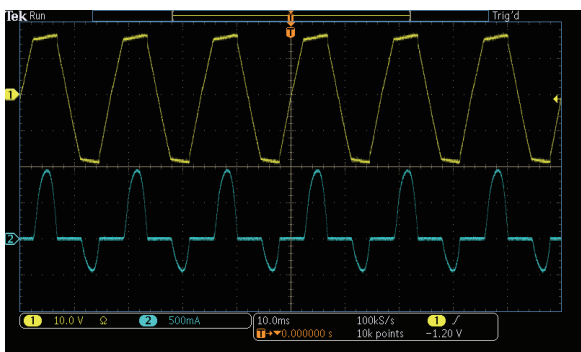 Tek Run
Trig'd
T
T
1
2
1 10.0 V Ω
2 500mA
10.0ms
T→▼0.000000 s
100kS/s
10k points
1 ∫
−1.20 V